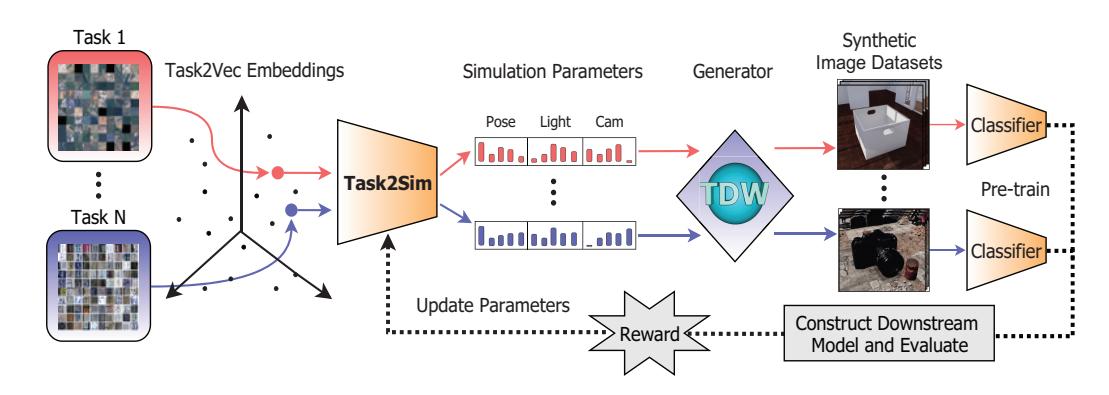 Task 1
Task N
Task2Vec Embeddings
Task2Sim
Simulation Parameters
Pose Light Cam
Generator
TDW
Synthetic
Image Datasets
Classifier
Pre-train
Classifier
Construct Downstream
Model and Evaluate
Reward
Update Parameters